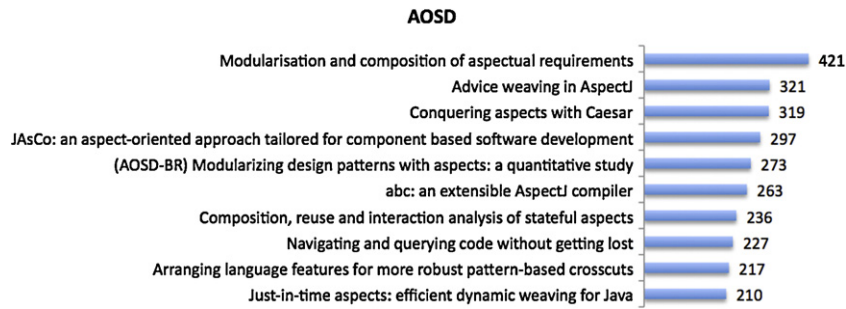 AOSD
Modularisation and composition of aspectual requirements 421
Advice weaving in AspectJ 321
Conquering aspects with Caesar 319
JAsCo: an aspect-oriented approach tailored for component based software development 297
(AOSD-BR) Modularizing design patterns with aspects: a quantitative study 273
abc: an extensible AspectJ compiler 263
Composition, reuse and interaction analysis of stateful aspects 236
Navigating and querying code without getting lost 227
Arranging language features for more robust pattern-based crosscuts 217
Just-in-time aspects: efficient dynamic weaving for Java 210